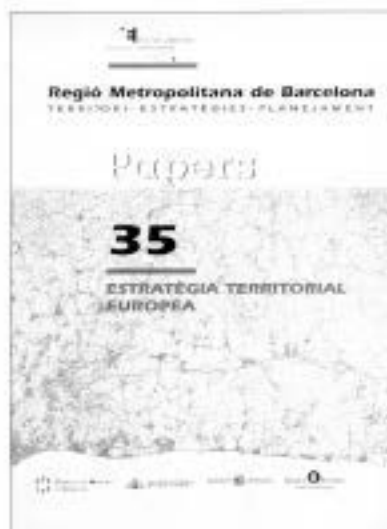 Regió Metropolitana de Barcelona
TERRITORI-ESTRATÈGIES-PLANEJAMENT
Papers
35
ESTRATÈGIA TERRITORIAL
EUROPEA